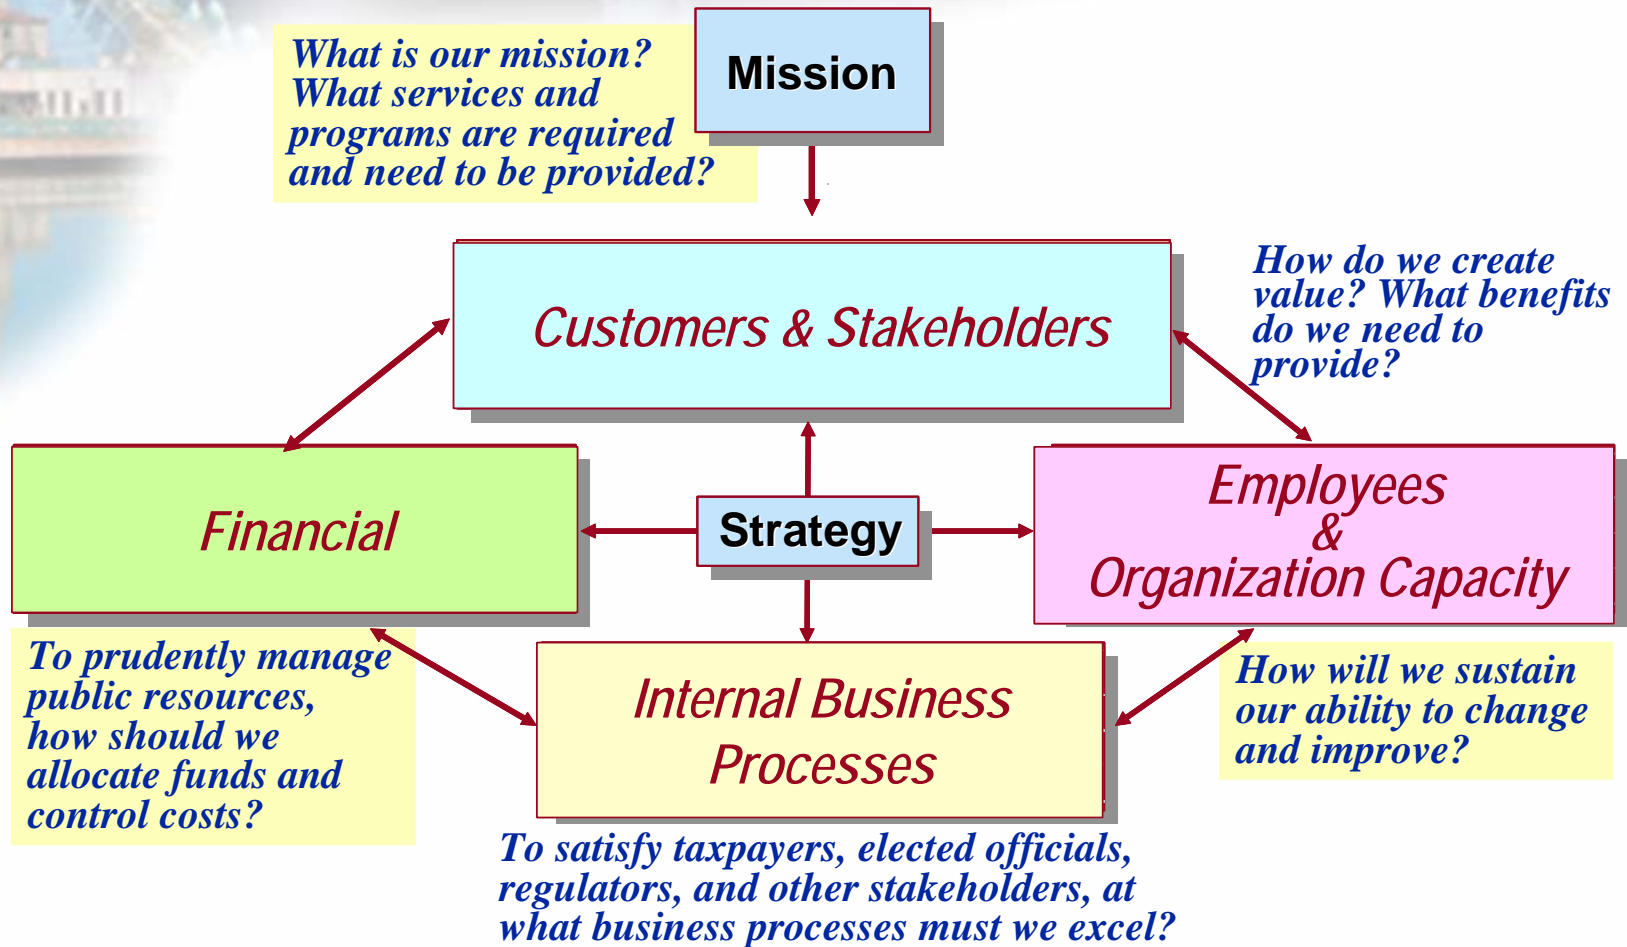 What is our mission?
What services and
programs are required
and need to be provided?
Mission
Customers & Stakeholders
How do we create
value? What benefits
do we need to
provide?
Financial
Strategy
Employees
&
Organization Capacity
To prudently manage
public resources,
how should we
allocate funds and
control costs?
Internal Business
Processes
How will we sustain
our ability to change
and improve?
To satisfy taxpayers, elected officials,
regulators, and other stakeholders, at
what business processes must we excel?